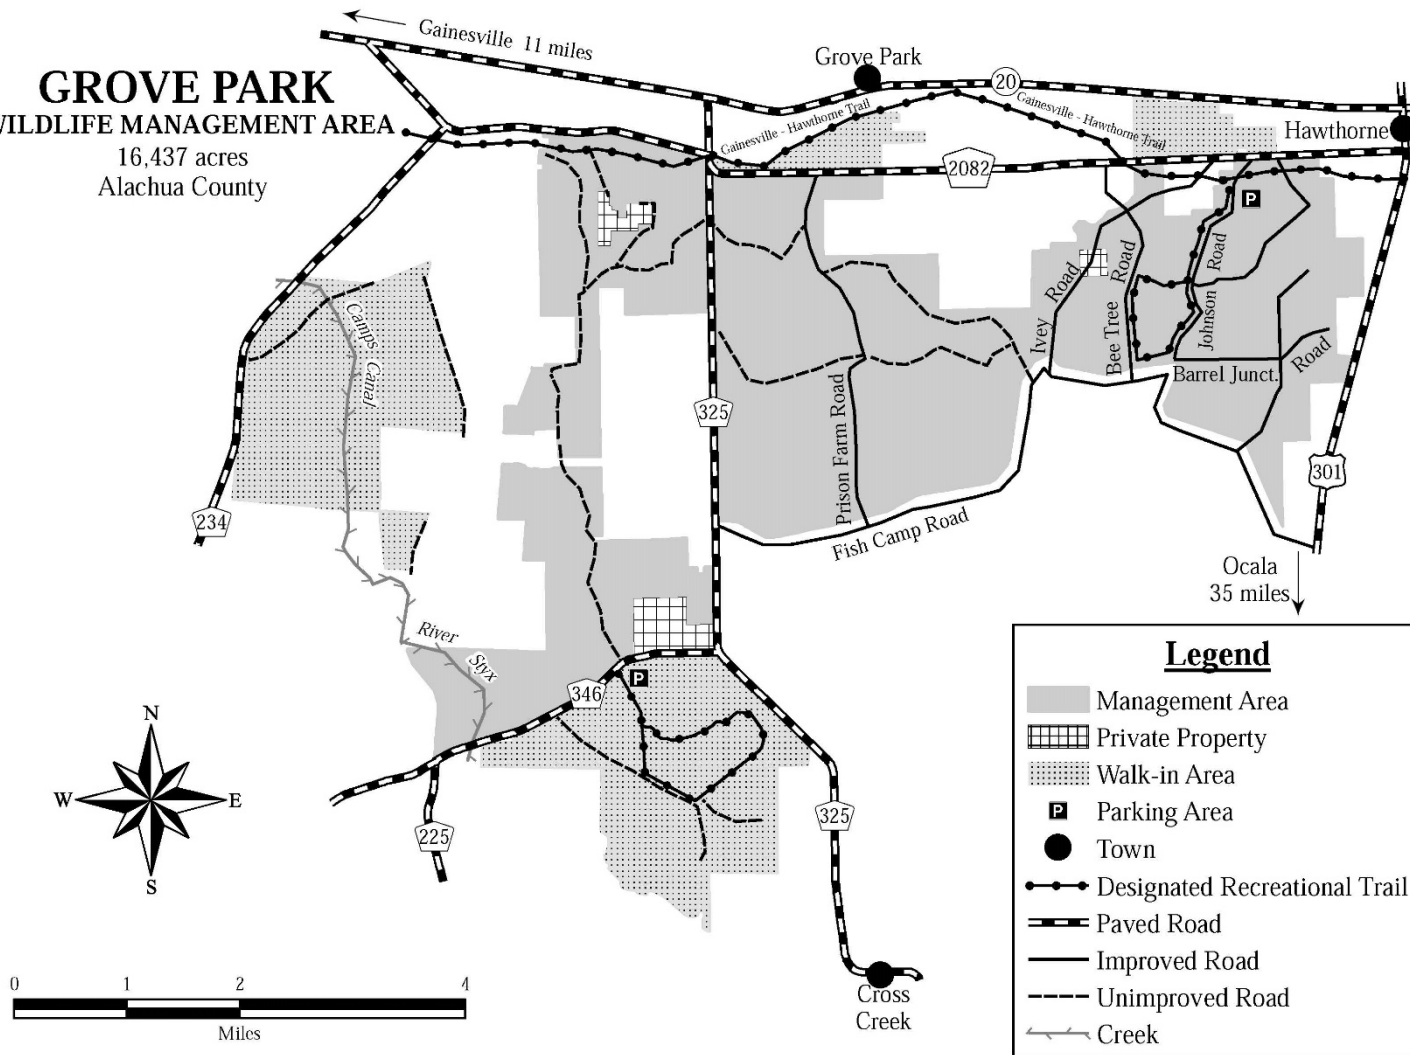 Gainesville 11 miles
Grove Park
GROVE PARK
WILDLIFE MANAGEMENT AREA
16,437 acres
Alachua County
20
Gainesville - Hawthorne Trail
Gainesville - Hawthorne Trail
Hawthorne
2082
P
Camps Canal
Ivey Road
Bee Tree Road
Johnson Road
Barrel Junct. Road
325
Prison Farm Road
301
234
Fish Camp Road
Ocala
35 miles
River Styx
P
346
325
225
N
W
E
S
Cross
Creek
0 1 2 4
Miles
Legend
Management Area
Private Property
Walk-in Area
P Parking Area
Town
Designated Recreational Trail
Paved Road
Improved Road
Unimproved Road
Creek